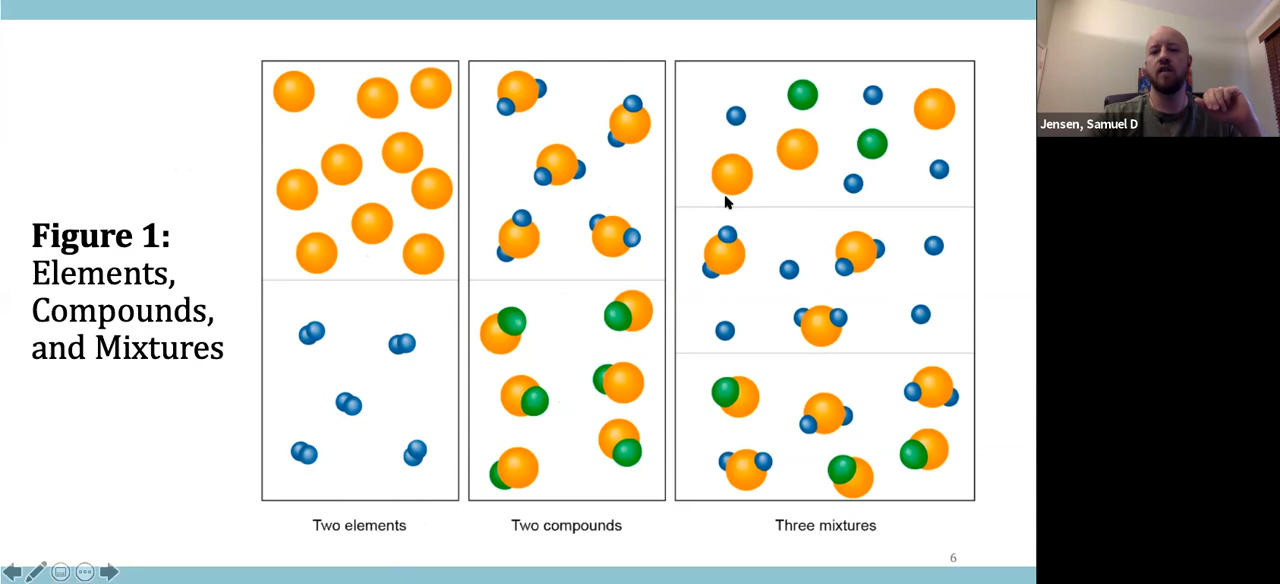 Jensen, Samuel D
Figure 1:
Elements,
Compounds,
and Mixtures
Two elements
Two compounds
Three mixtures
6